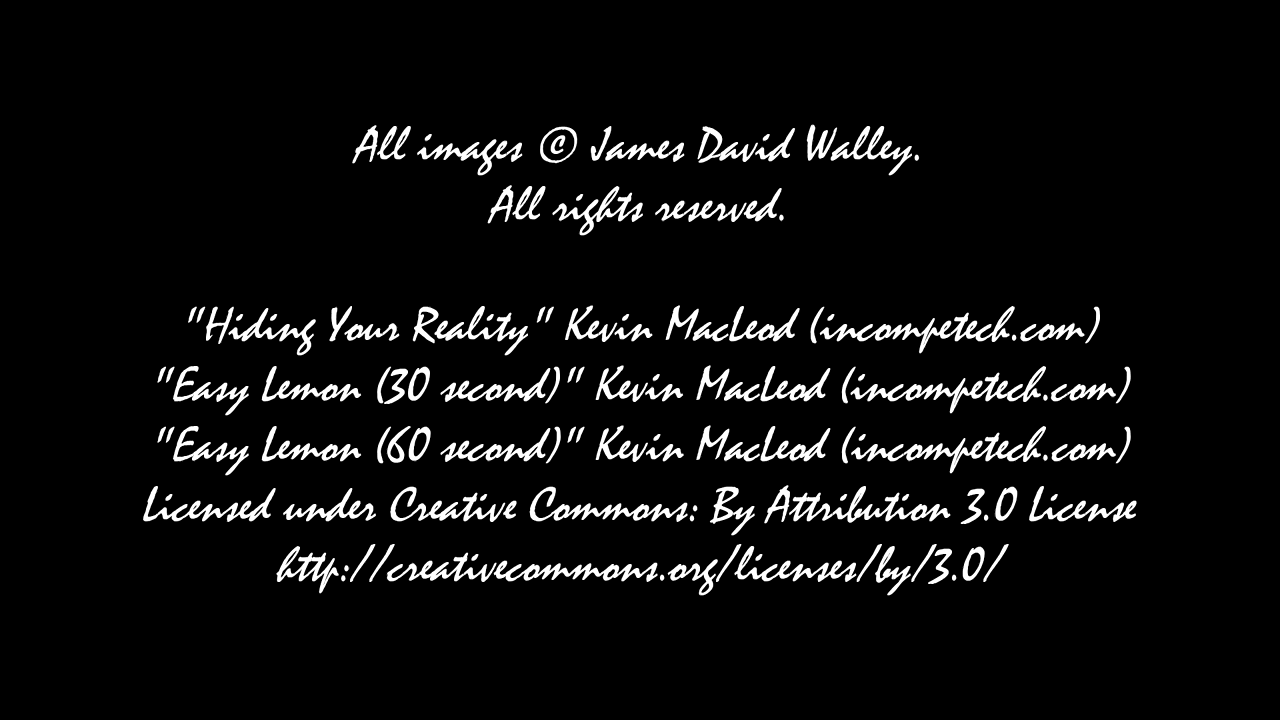 All images © James David Walley.
All rights reserved.
"Hiding Your Reality" Kevin MacLeod (incompetech.com)
"Easy Lemon (30 second)" Kevin MacLeod (incompetech.com)
"Easy Lemon (60 second)" Kevin MacLeod (incompetech.com)
Licensed under Creative Commons: By Attribution 3.0 License
http://creativecommons.org/licenses/by/3.0/